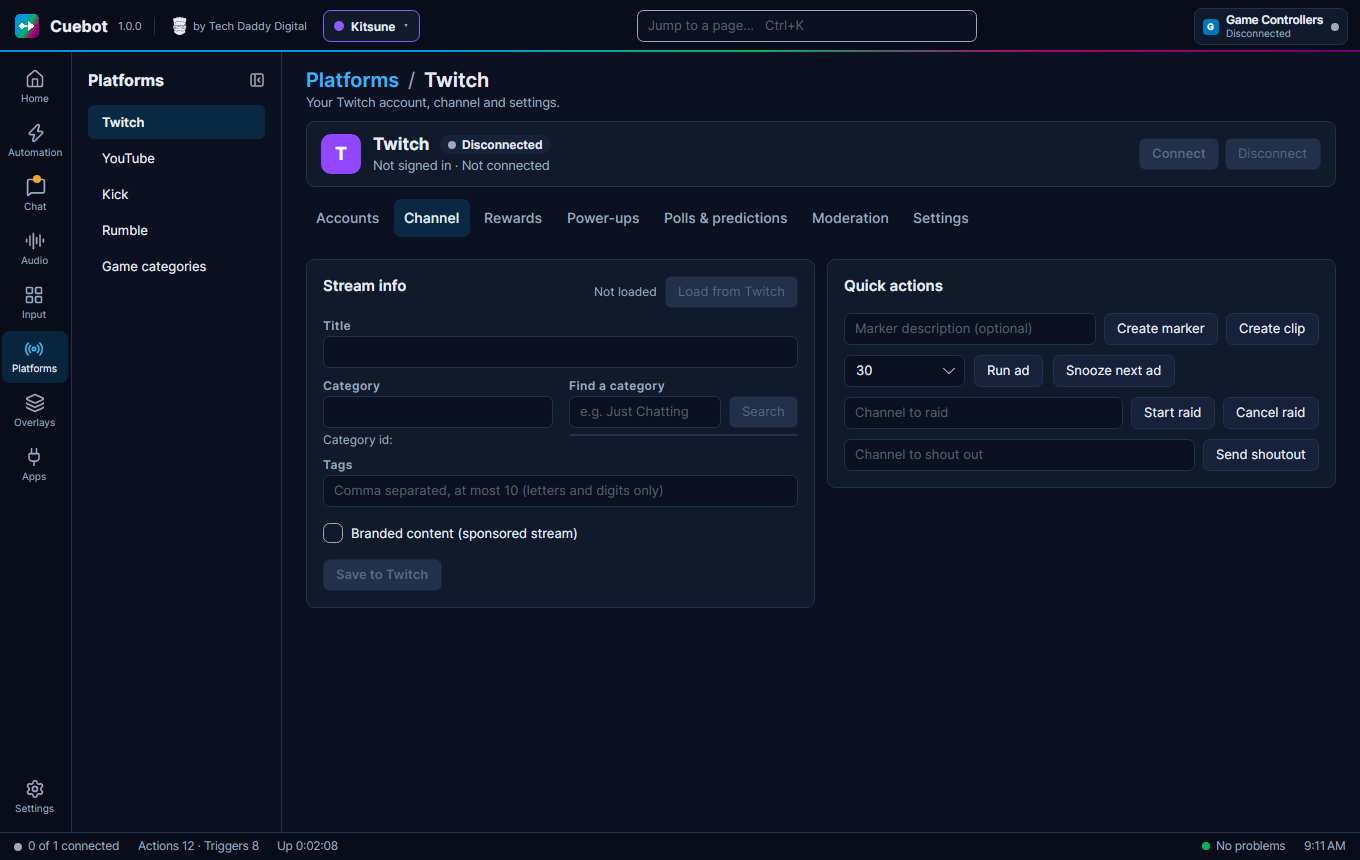 Cuebot 1.0.0 by Tech Daddy Digital Kitsune
Jump to a page... Ctrl+K
G Game Controllers
Disconnected
Home
Automation
Chat
Audio
Input
Platforms
Overlays
Apps
Settings
Platforms
Twitch
YouTube
Kick
Rumble
Game categories
Platforms / Twitch
Your Twitch account, channel and settings.
T
Twitch Disconnected
Not signed in · Not connected
Connect Disconnect
Accounts Channel Rewards Power-ups Polls & predictions Moderation Settings
Stream info
Not loaded Load from Twitch
Title
Category
Find a category
e.g. Just Chatting Search
Category id:
Tags
Comma separated, at most 10 (letters and digits only)
Branded content (sponsored stream)
Save to Twitch
Quick actions
Marker description (optional) Create marker Create clip
30 Run ad Snooze next ad
Channel to raid Start raid Cancel raid
Channel to shout out Send shoutout
0 of 1 connected Actions 12 · Triggers 8 Up 0:02:08
No problems 9:11 AM